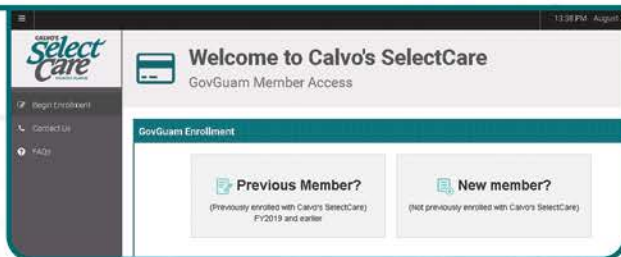 13:38 PM August
CALVO'S
Select
Care
Welcome to Calvo's SelectCare
GovGuam Member Access
Begin Enrollment
Contact Us
FAQs
GovGuam Enrollment
Previous Member?
(Previously enrolled with Calvo's SelectCare)
FY2019 and earlier
New member?
(Not previously enrolled with Calvo's SelectCare)